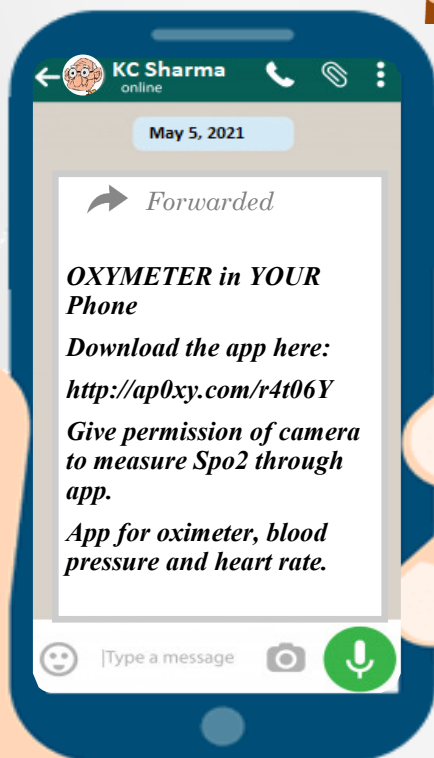 KC Sharma
online
May 5, 2021
Forwarded
OXYMETER in YOUR
Phone
Download the app here:
http://ap0xy.com/r4t06Y
Give permission of camera
to measure Spo2 through
app.
App for oximeter, blood
pressure and heart rate.
Type a message